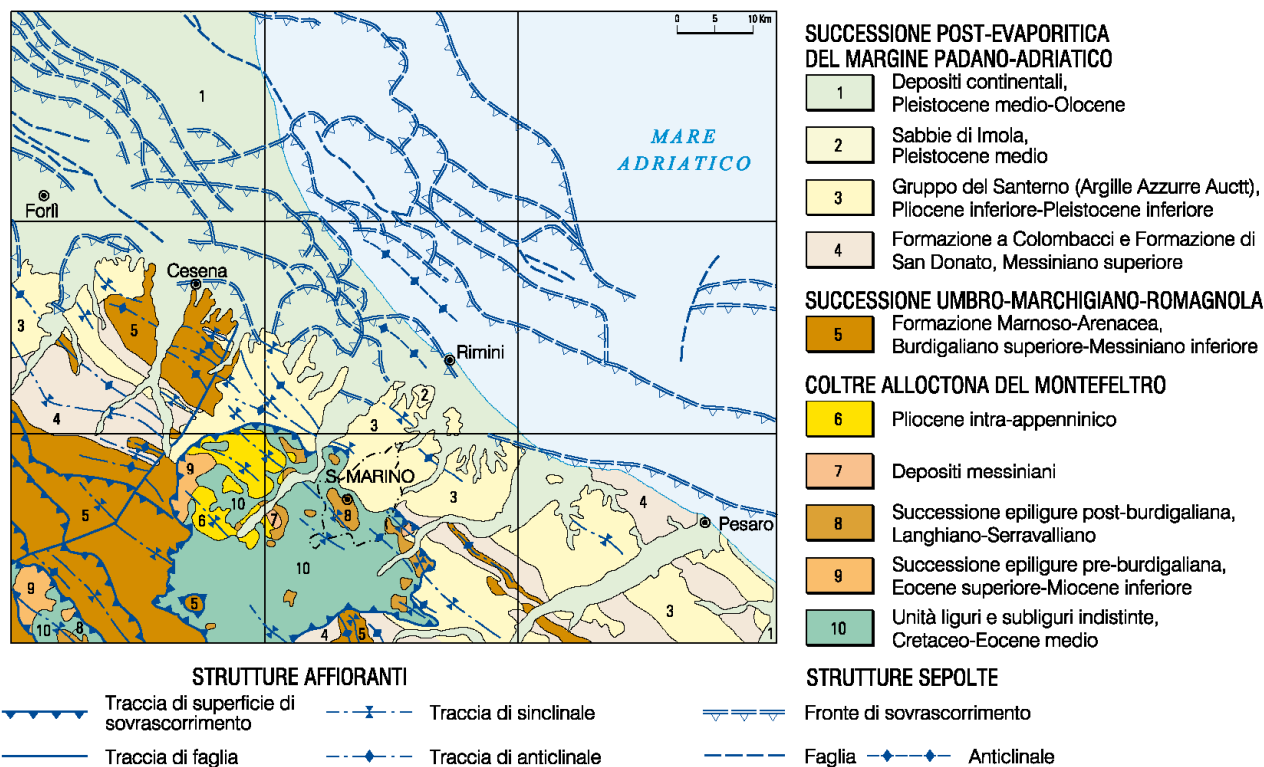 0 5 10 Km
1
MARE
ADRIATICO
Forlì
Cesena
3
5
Rimini
4
2
3
9
S. MARINO
10
3
4
5
6
7
8
Pesaro
10
9
5
3
10
8
4
5
1
SUCCESSIONE POST-EVAPORITICA
DEL MARGINE PADANO-ADRIATICO
1 Depositi continentali,
Pleistocene medio-Olocene
2 Sabbie di Imola,
Pleistocene medio
3 Gruppo del Santerno (Argille Azzurre Auctt),
Pliocene inferiore-Pleistocene inferiore
4 Formazione a Colombacci e Formazione di
San Donato, Messiniano superiore
SUCCESSIONE UMBRO-MARCHIGIANO-ROMAGNOLA
5 Formazione Marnoso-Arenacea,
Burdigaliano superiore-Messiniano inferiore
COLTRE ALLOCTONA DEL MONTEFELTRO
6 Pliocene intra-appenninico
7 Depositi messiniani
8 Successione epiligure post-burdigaliana,
Langhiano-Serravalliano
9 Successione epiligure pre-burdigaliana,
Eocene superiore-Miocene inferiore
10 Unità liguri e subliguri indistinte,
Cretaceo-Eocene medio
STRUTTURE AFFIORANTI
Traccia di superficie di
sovrascorrimento
Traccia di sinclinale
Traccia di faglia
Traccia di anticlinale
STRUTTURE SEPOLTE
Fronte di sovrascorrimento
Faglia
Anticlinale